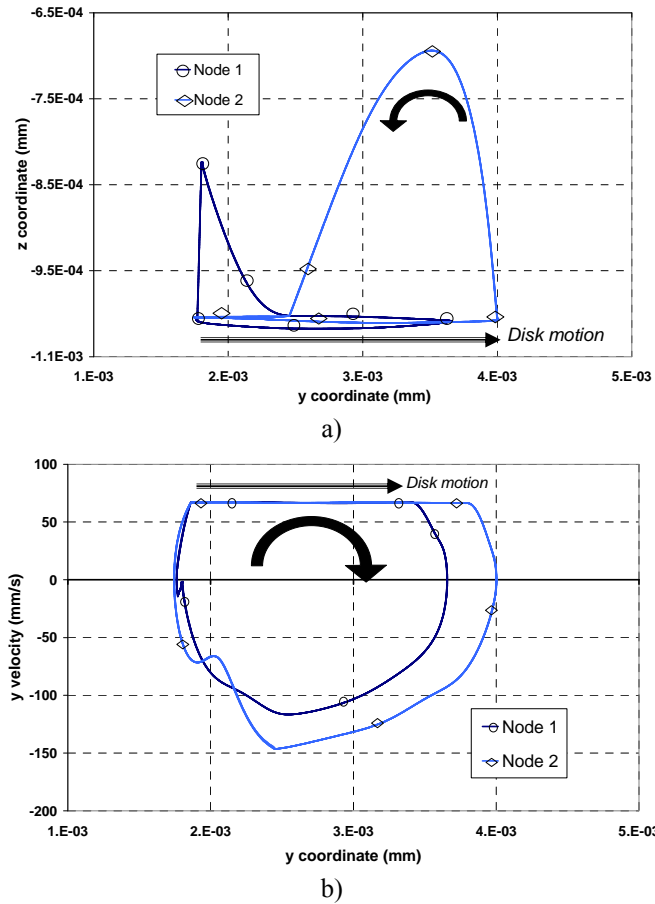 -6.5E-04
Node 1
Node 2
-7.5E-04
-8.5E-04
-9.5E-04
-1.1E-03
z coordinate (mm)
Disk motion
1.E-03 2.E-03 3.E-03 4.E-03 5.E-03
y coordinate (mm)
a)
100
Disk motion
50
0
-50
-100
-150
-200
y velocity (mm/s)
Node 1
Node 2
1.E-03 2.E-03 3.E-03 4.E-03 5.E-03
y coordinate (mm)
b)